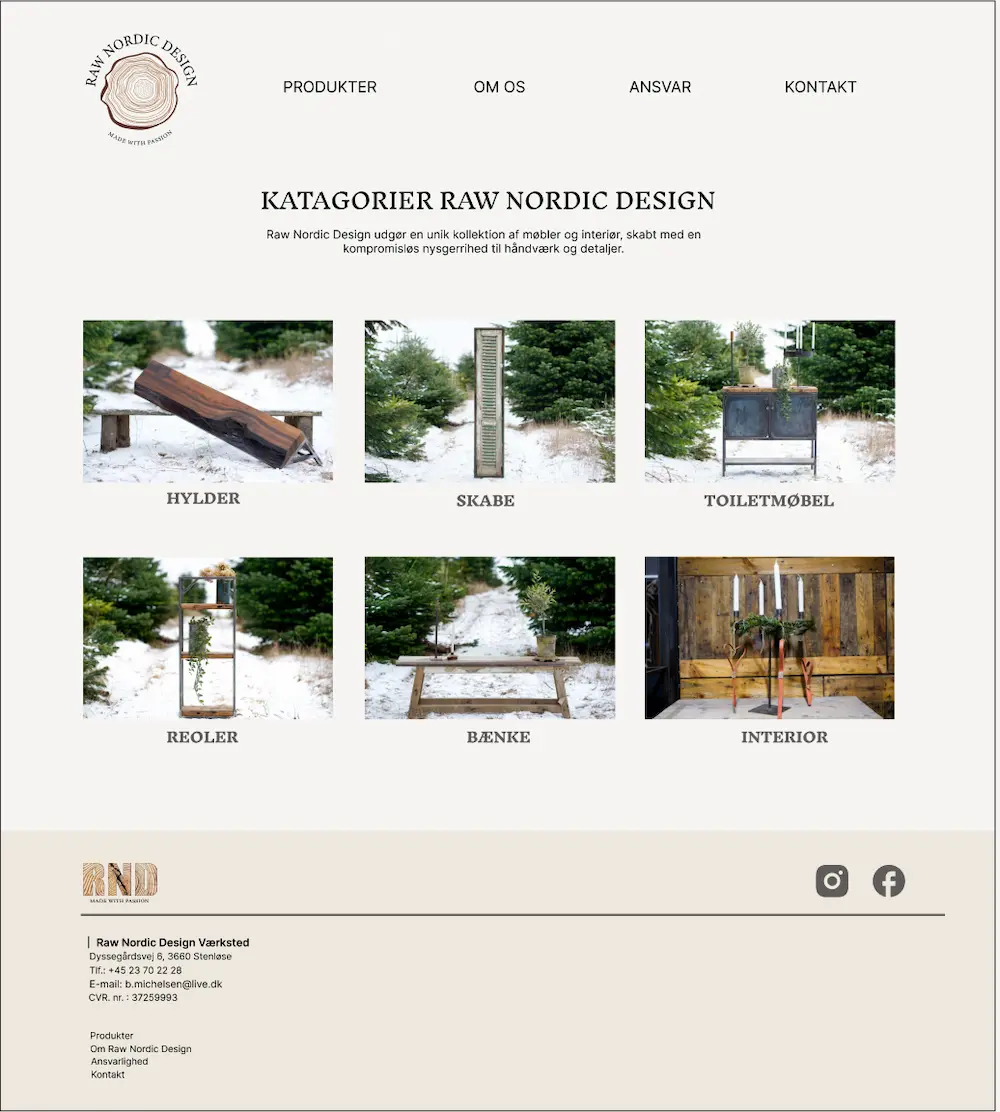 RAW NORDIC DESIGN
MADE WITH PASSION
PRODUKTER
OM OS
ANSVAR
KONTAKT
KATAGORIER RAW NORDIC DESIGN
Raw Nordic Design udgør en unik kollektion af møbler og interiør, skabt med en
kompromisløs nysgerrihed til håndværk og detaljer.
HYLDER
SKABE
TOILETMØBEL
REOLER
BÆNKE
INTERIOR
RND
MADE WITH PASSION
| Raw Nordic Design Værksted
Dyssegårdsvej 6, 3660 Stenløse
Tlf.: +45 23 70 22 28
E-mail: b.michelsen@live.dk
CVR. nr. : 37259993
Produkter
Om Raw Nordic Design
Ansvarlighed
Kontakt